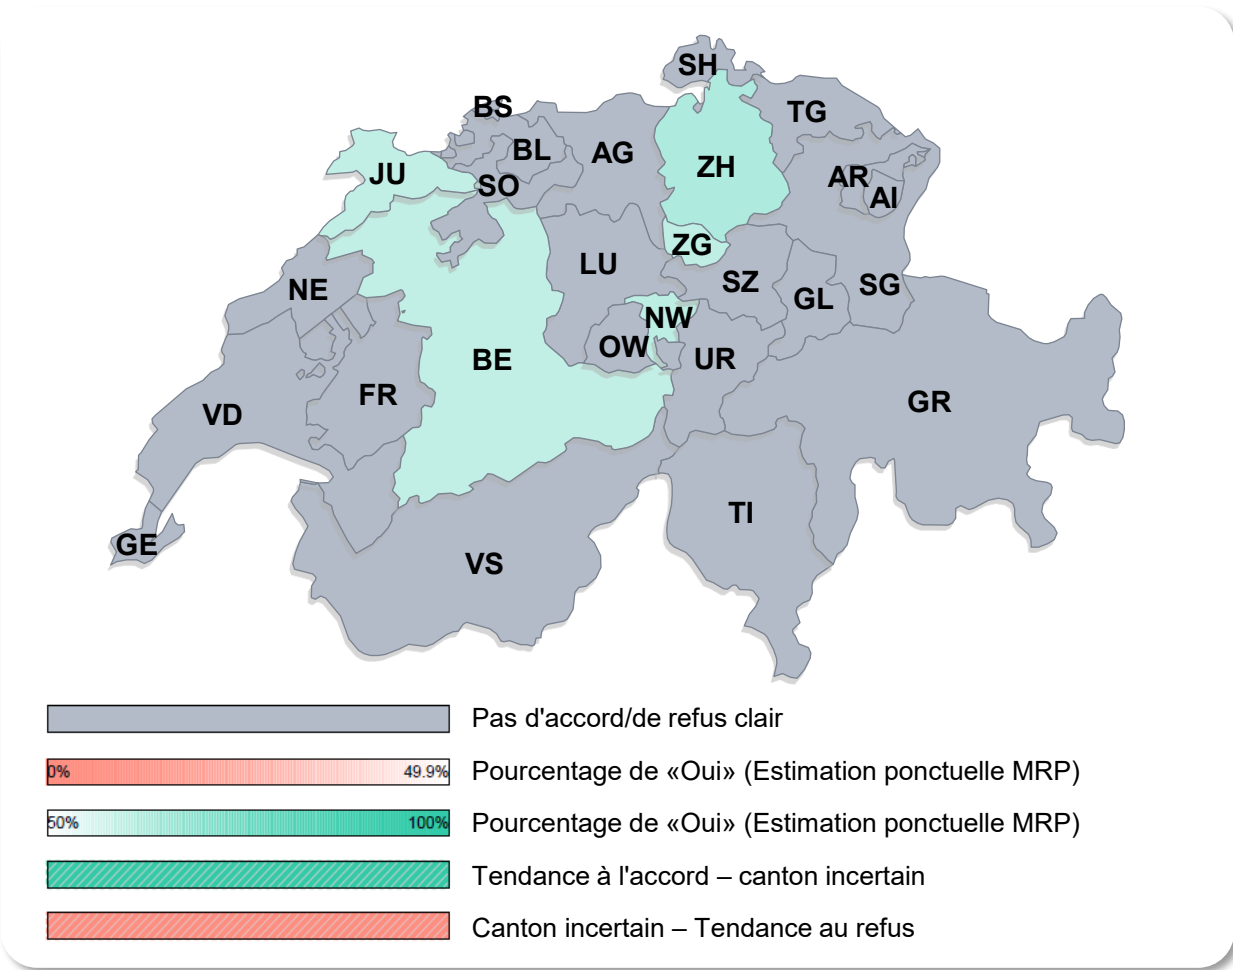 SH
BS
TG
BL
AG
ZH
JU
SO
AR
AI
ZG
LU
SZ
NE
GL
SG
NW
OW
UR
BE
FR
GR
VD
TI
GE
VS
Pas d'accord/de refus clair
0% 49.9% Pourcentage de «Oui» (Estimation ponctuelle MRP)
50% 100% Pourcentage de «Oui» (Estimation ponctuelle MRP)
Tendance à l'accord – canton incertain
Canton incertain – Tendance au refus